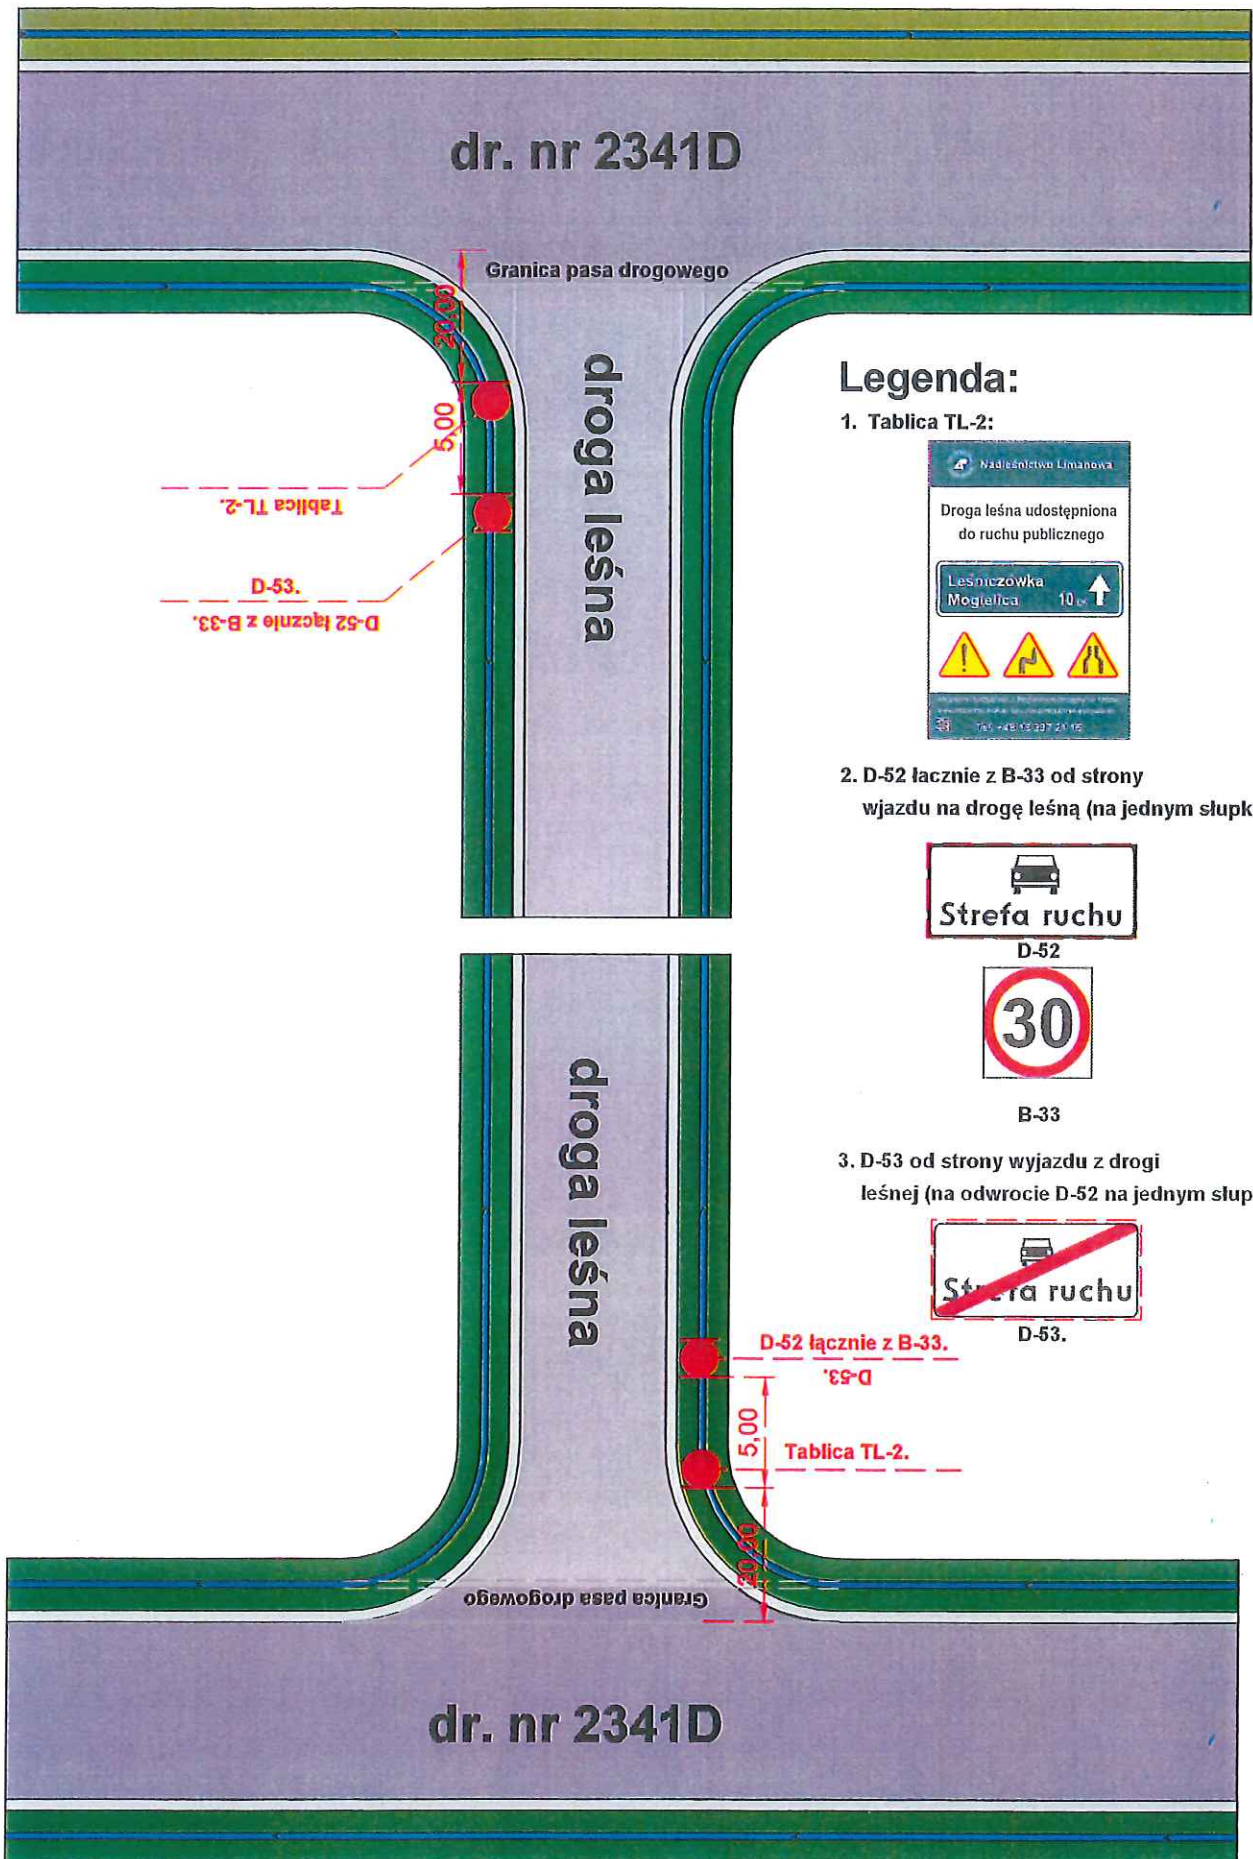 dr. nr 2341D
Granica pasa drogowego
20,00
5,00
droga leśna
Tablica TL-2.
D-53.
D-52 łącznie z B-33.
Legenda:
1. Tablica TL-2:
Nadleśnictwo Limanowa
Droga leśna udostępniona
do ruchu publicznego
Leśniczówka
Mogielica 10 km
2. D-52 łacznie z B-33 od strony
wjazdu na drogę leśną (na jednym słupk
Strefa ruchu
D-52
30
B-33
3. D-53 od strony wyjazdu z drogi
leśnej (na odwrocie D-52 na jednym słup
Strefa ruchu
D-53.
droga leśna
D-52 łącznie z B-33.
D-53.
5,00
Tablica TL-2.
20,00
Granica pasa drogowego
dr. nr 2341D